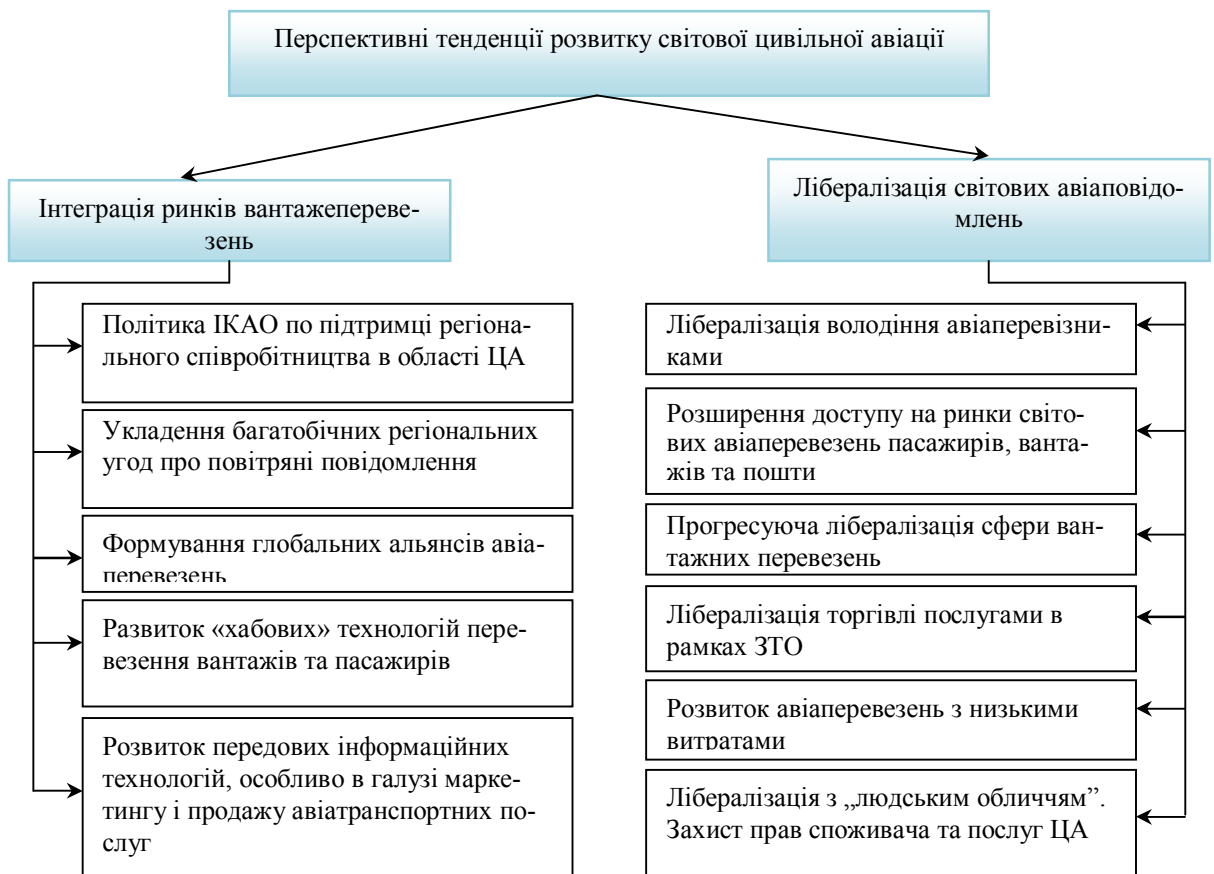 Перспективні тенденції розвитку світової цивільної авіації
Інтеграція ринків вантажепереве-
зень
Політика ІКАО по підтримці регіона-
льного співробітництва в області ЦА
Укладення багатобічних регіональних
угод про повітряні повідомлення
Формування глобальних альянсів авіа-
перевезень
Развиток «хабових» технологій пере-
везення вантажів та пасажирів
Розвиток передових інформаційних
технологій, особливо в галузі марке-
тингу і продажу авіатранспортних по-
слуг
Лібералізація світових авіаповідо-
млень
Лібералізація володіння авіаперевізни-
ками
Розширення доступу на ринки світо-
вих авіаперевезень пасажирів, ванта-
жів та пошти
Прогресуюча лібералізація сфери ван-
тажних перевезень
Лібералізація торгівлі послугами в
рамках ЗТО
Розвиток авіаперевезень з низькими
витратами
Лібералізація з „людським обличчям”.
Захист прав споживача та послуг ЦА